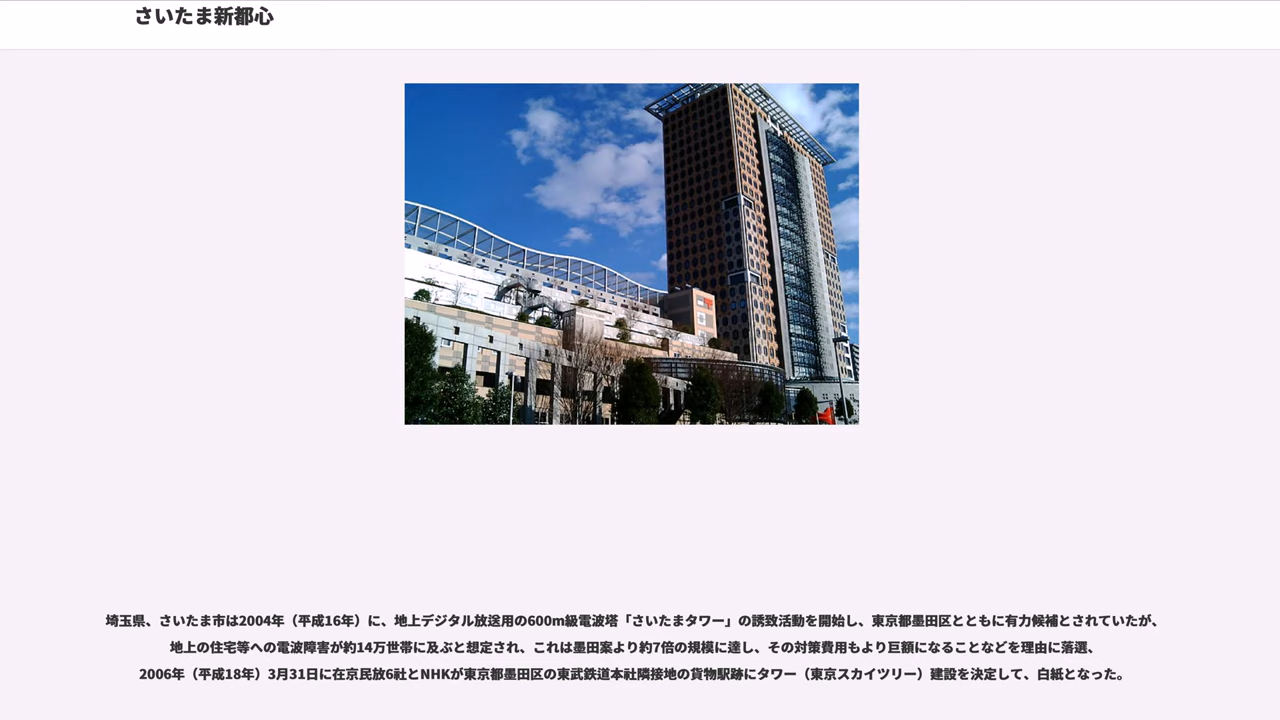 さいたま新都心
埼玉県、さいたま市は2004年（平成16年）に、地上デジタル放送用の600m級電波塔「さいたまタワー」の誘致活動を開始し、東京都墨田区とともに有力候補とされていたが、
地上の住宅等への電波障害が約14万世帯に及ぶと想定され、これは墨田案より約7倍の規模に達し、その対策費用もより巨額になることなどを理由に落選、
2006年（平成18年）3月31日に在京民放6社とNHKが東京都墨田区の東武鉄道本社隣接地の貨物駅跡にタワー（東京スカイツリー）建設を決定して、白紙となった。